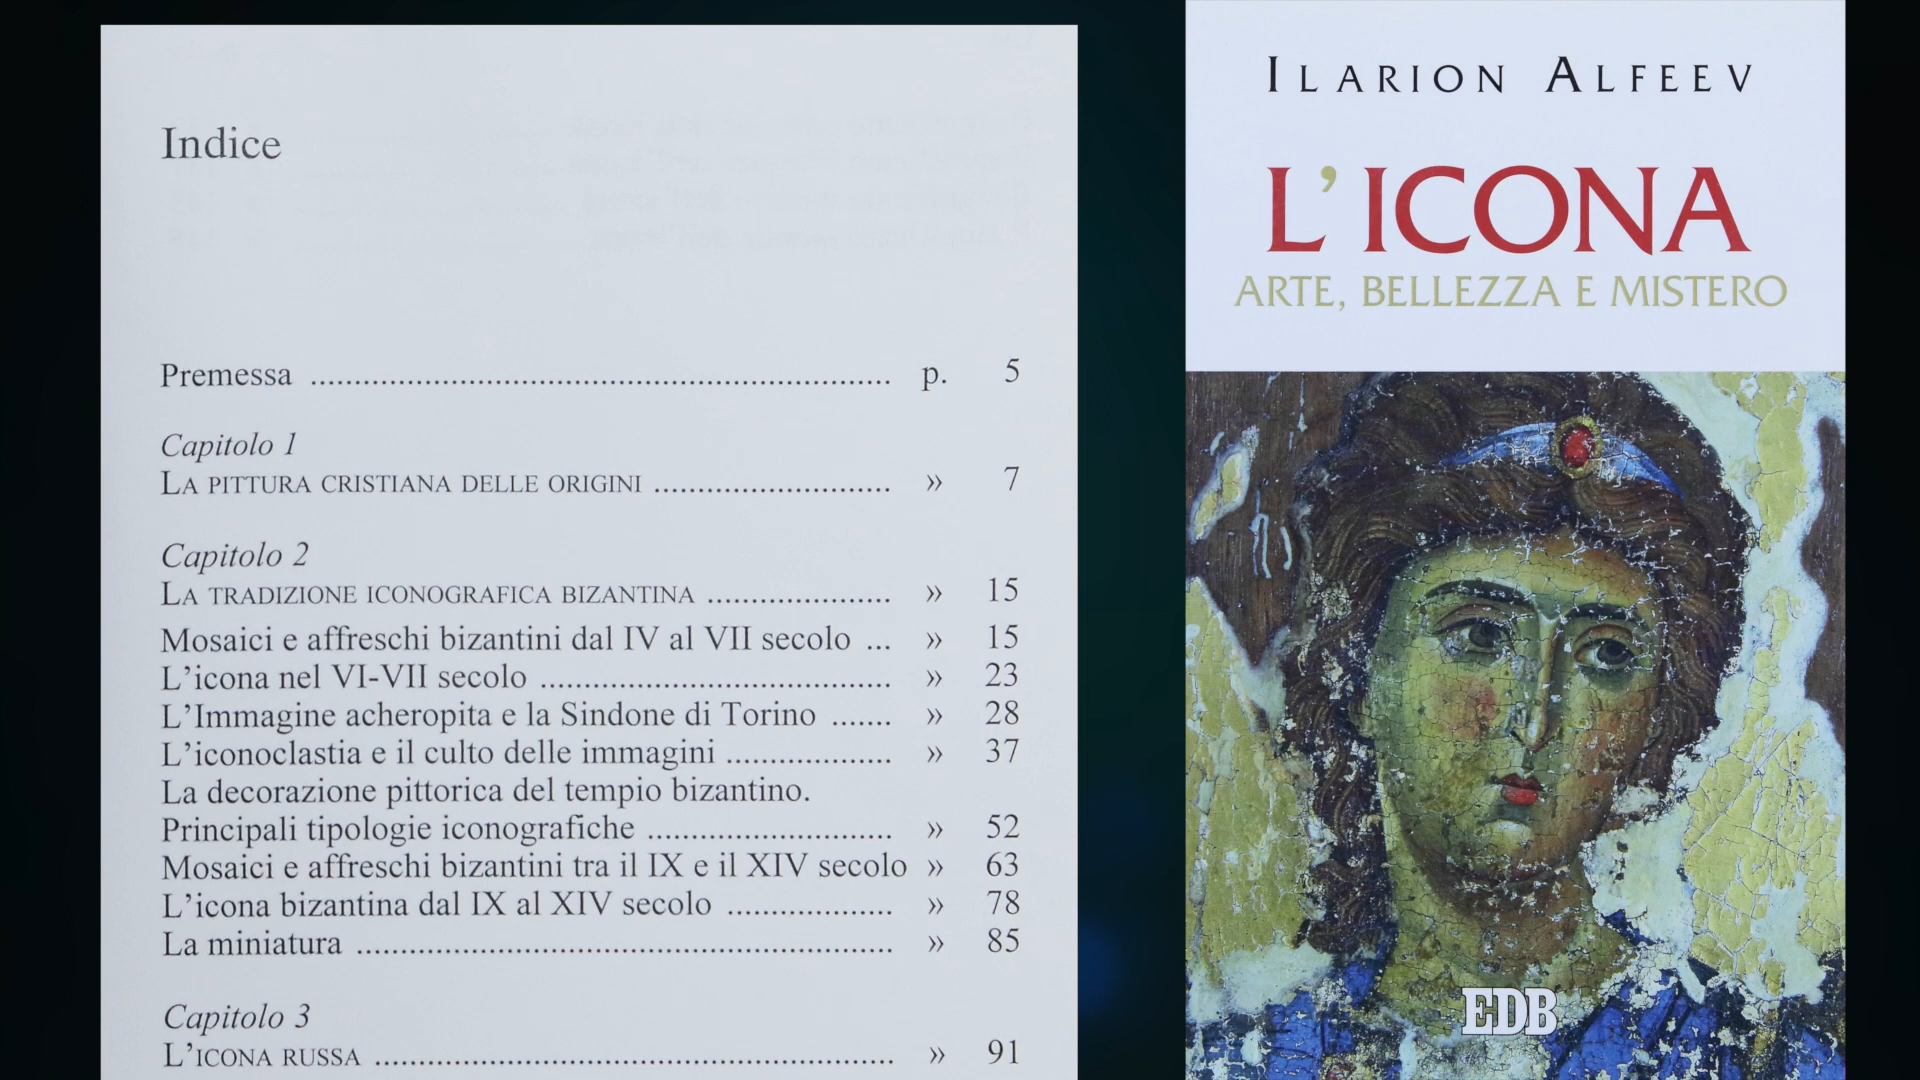 Indice
Premessa ................................................................ p. 5
Capitolo 1
LA PITTURA CRISTIANA DELLE ORIGINI .......................... » 7
Capitolo 2
LA TRADIZIONE ICONOGRAFICA BIZANTINA .................... » 15
Mosaici e affreschi bizantini dal IV al VII secolo ... » 15
L'icona nel VI-VII secolo ....................................... » 23
L'Immagine acheropita e la Sindone di Torino ....... » 28
L'iconoclastia e il culto delle immagini ................... » 37
La decorazione pittorica del tempio bizantino.
Principali tipologie iconografiche ........................... » 52
Mosaici e affreschi bizantini tra il IX e il XIV secolo » 63
L'icona bizantina dal IX al XIV secolo .................. » 78
La miniatura ........................................................... » 85
Capitolo 3
L'ICONA RUSSA .......................................................... » 91
ILARION ALFEEV
L'ICONA
ARTE, BELLEZZA E MISTERO
EDB